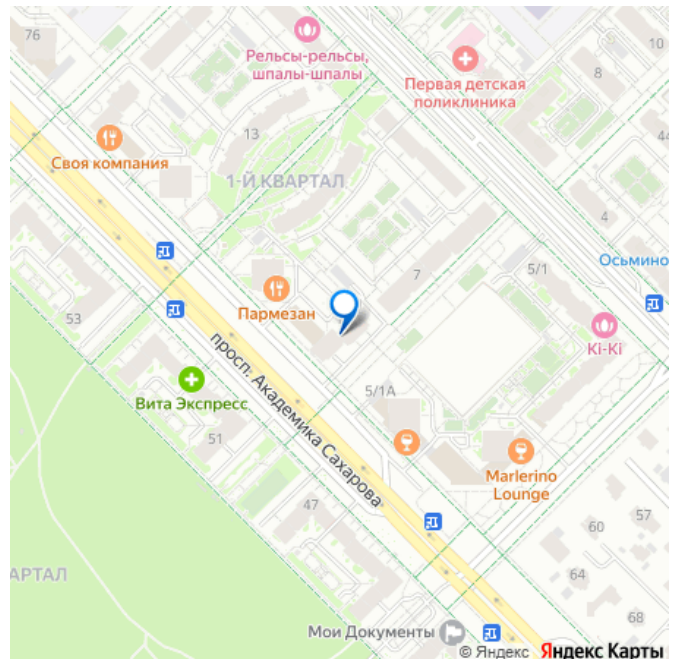 76
Рельсы-рельсы,
шпалы-шпалы
10
8
Первая детская
поликлиника
13
44
Своя компания
1-Й КВАРТАЛ
4
7
5/1
Осьмино
53
Пармезан
Ki-Ki
просп. Академика Сахарова
Вита Экспресс
5/1А
51
Marlerino
Lounge
47
57
60
АРТАЛ
64
68
Мои Документы
© Яндекс Яндекс Карты